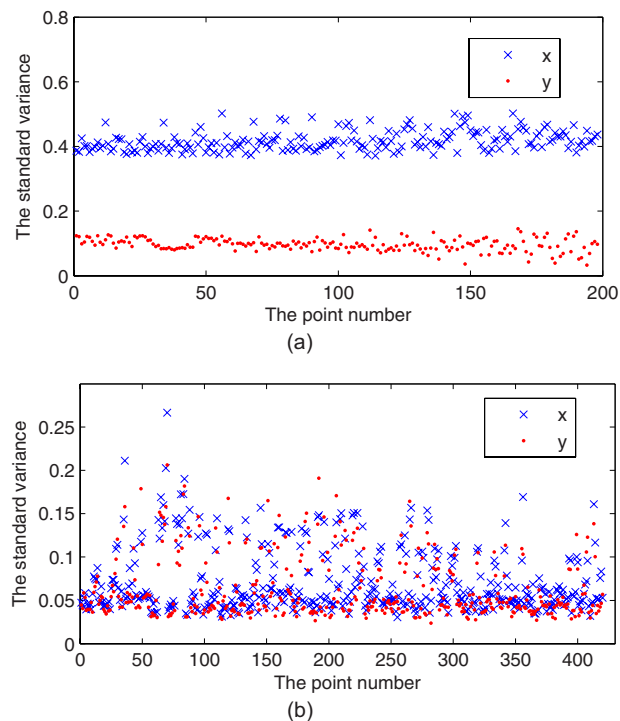 0.8
0.6
0.4
0.2
0
The standard variance
x
y
0 50 100 150 200
The point number
(a)
0.25
0.2
0.15
0.1
0.05
0
The standard variance
x
y
0 50 100 150 200 250 300 350 400
The point number
(b)